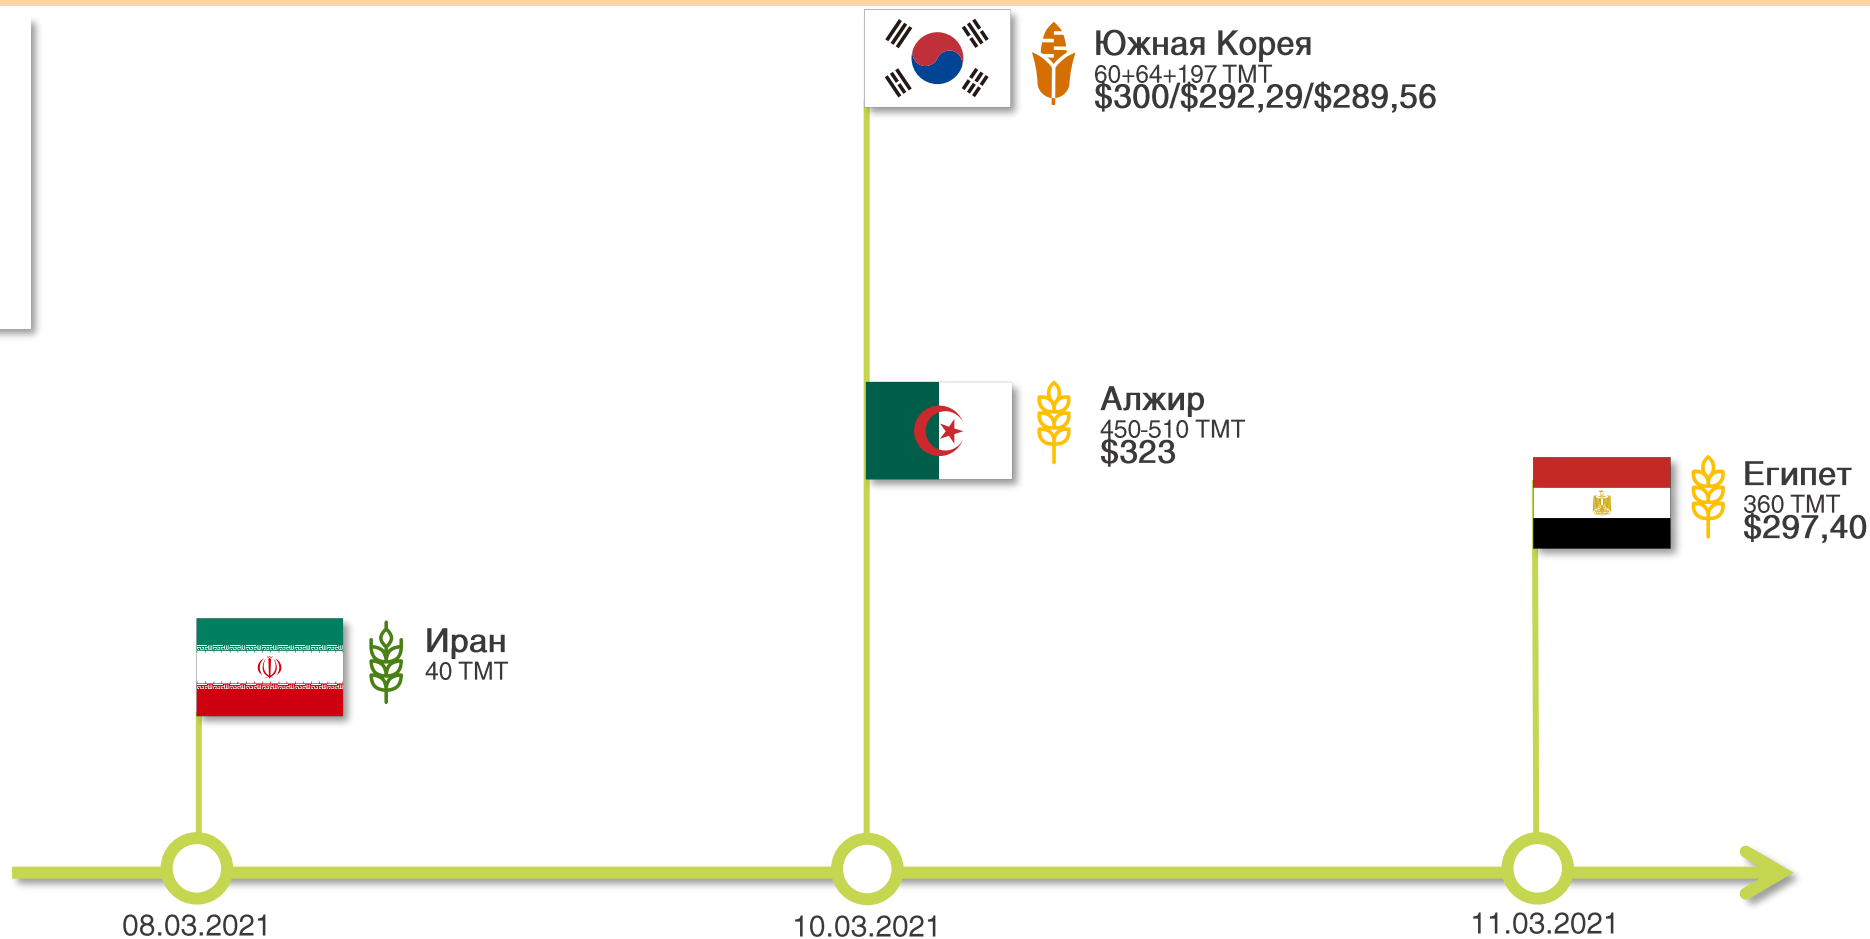 Южная Корея
60+64+197 ТМТ
$300/$292,29/$289,56
Алжир
450-510 ТМТ
$323
Египет
360 ТМТ
$297,40
Иран
40 ТМТ
08.03.2021
10.03.2021
11.03.2021